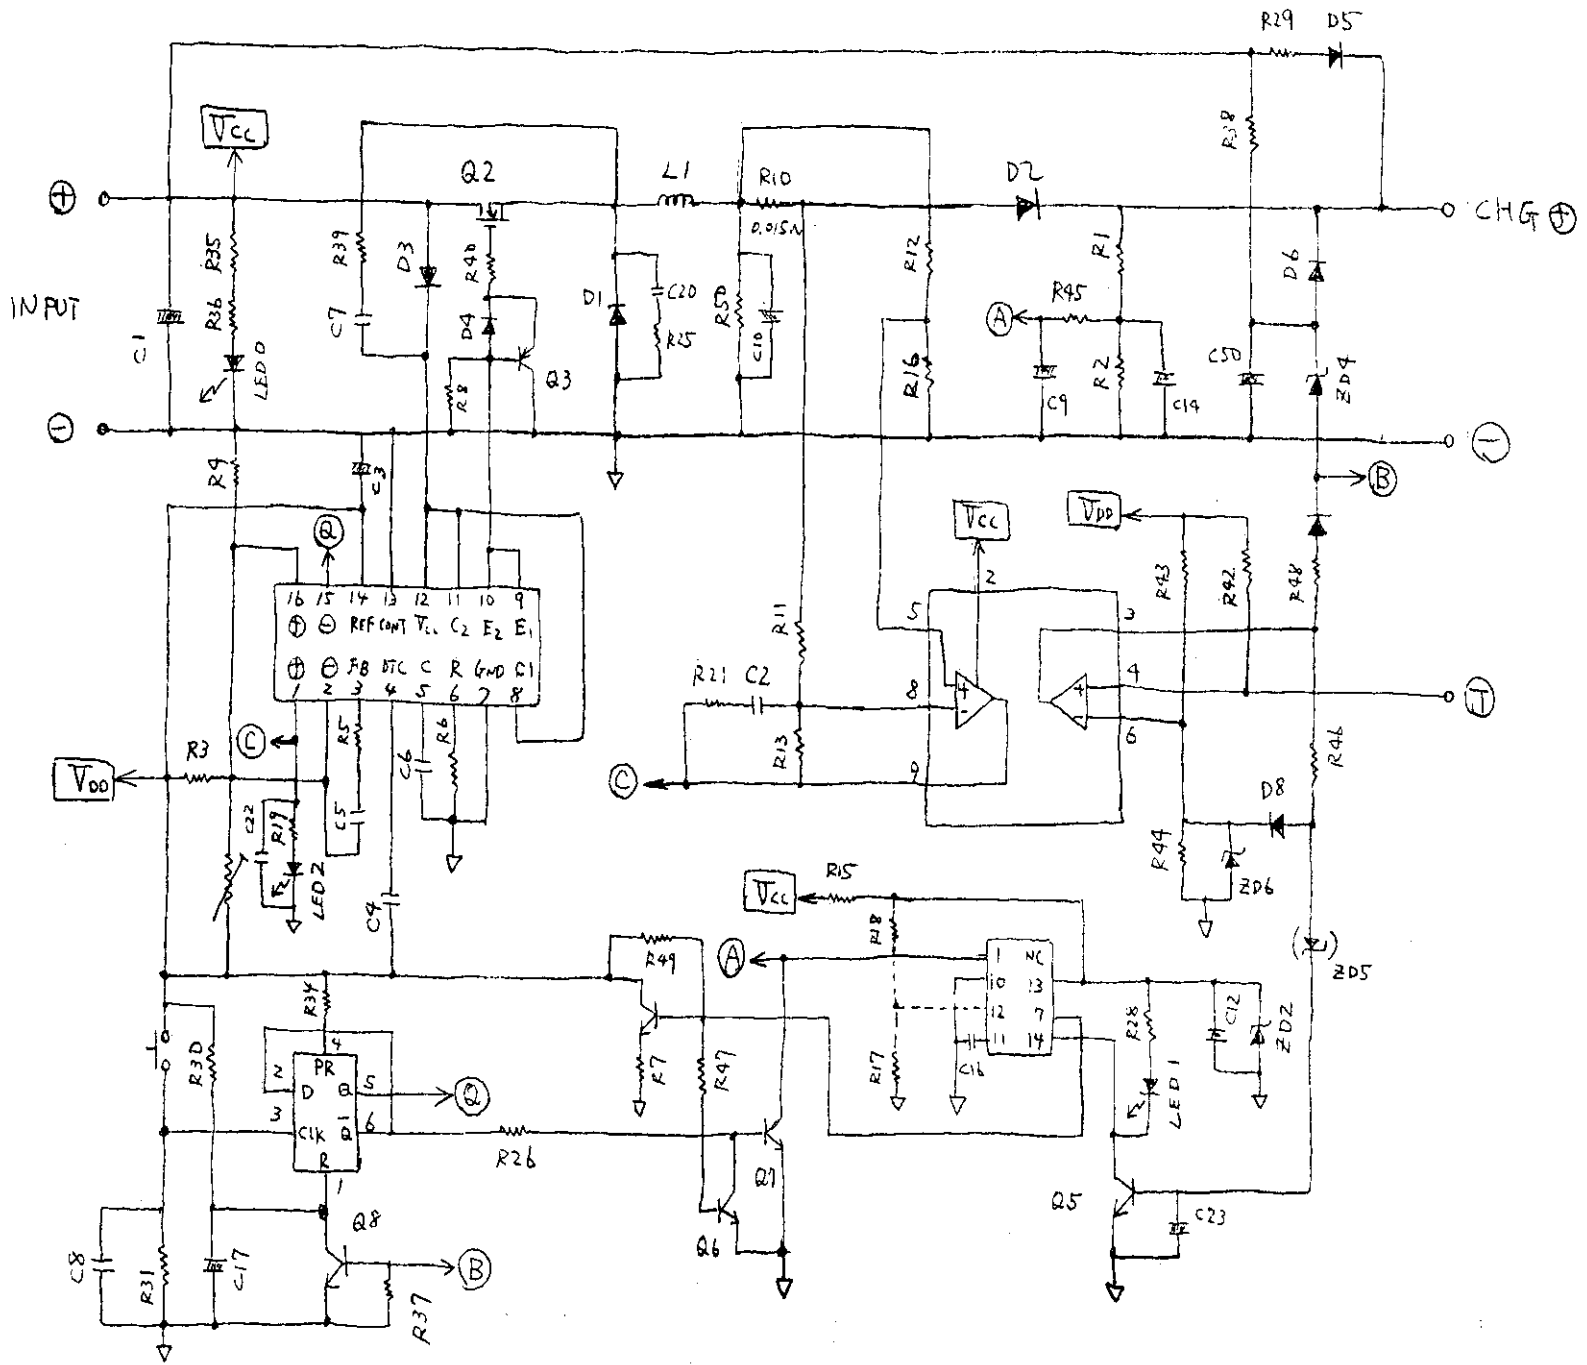 R29 D5
VCC
R38
Q2
L1
R10
D2
⊕
0.015Ω
CHG ⊕
R35
R39
D3
R40
R12
R1
D6
INPUT
R36
C7
D4
D1
C20
R25
R50
C10
R45
A
C1
LED0
R8
Q3
R16
R2
C9
C14
C50
ZD4
⊖
⊖
R4
C3
B
Q
VCC
VDD
2
R43
R42
R48
16 15 14 13 12 11 10 9
⊕ ⊖ REF CONT VCC C2 E2 E1
⊕ ⊖ FB DTC C R GND C1
1 2 3 4 5 6 7 8
R11
5
3
4
R21 C2
8
+
-
+
-
6
T
C
R3
R5
C6
R6
R13
9
C
R46
VDD
C22
R19
C5
LED2
D8
R44
ZD6
C4
VCC
R15
R18
R49
A
1 NC
10 13
12 7
11 14
(ZD5)
R34
R30
R7
R47
R17
C16
R28
LED1
C12
ZD2
4
PR
2
D Q
5
Q
3
CLK Q̄
6
R
1
R26
Q7
Q6
Q5
C23
Q8
C8
R31
C17
B
R37